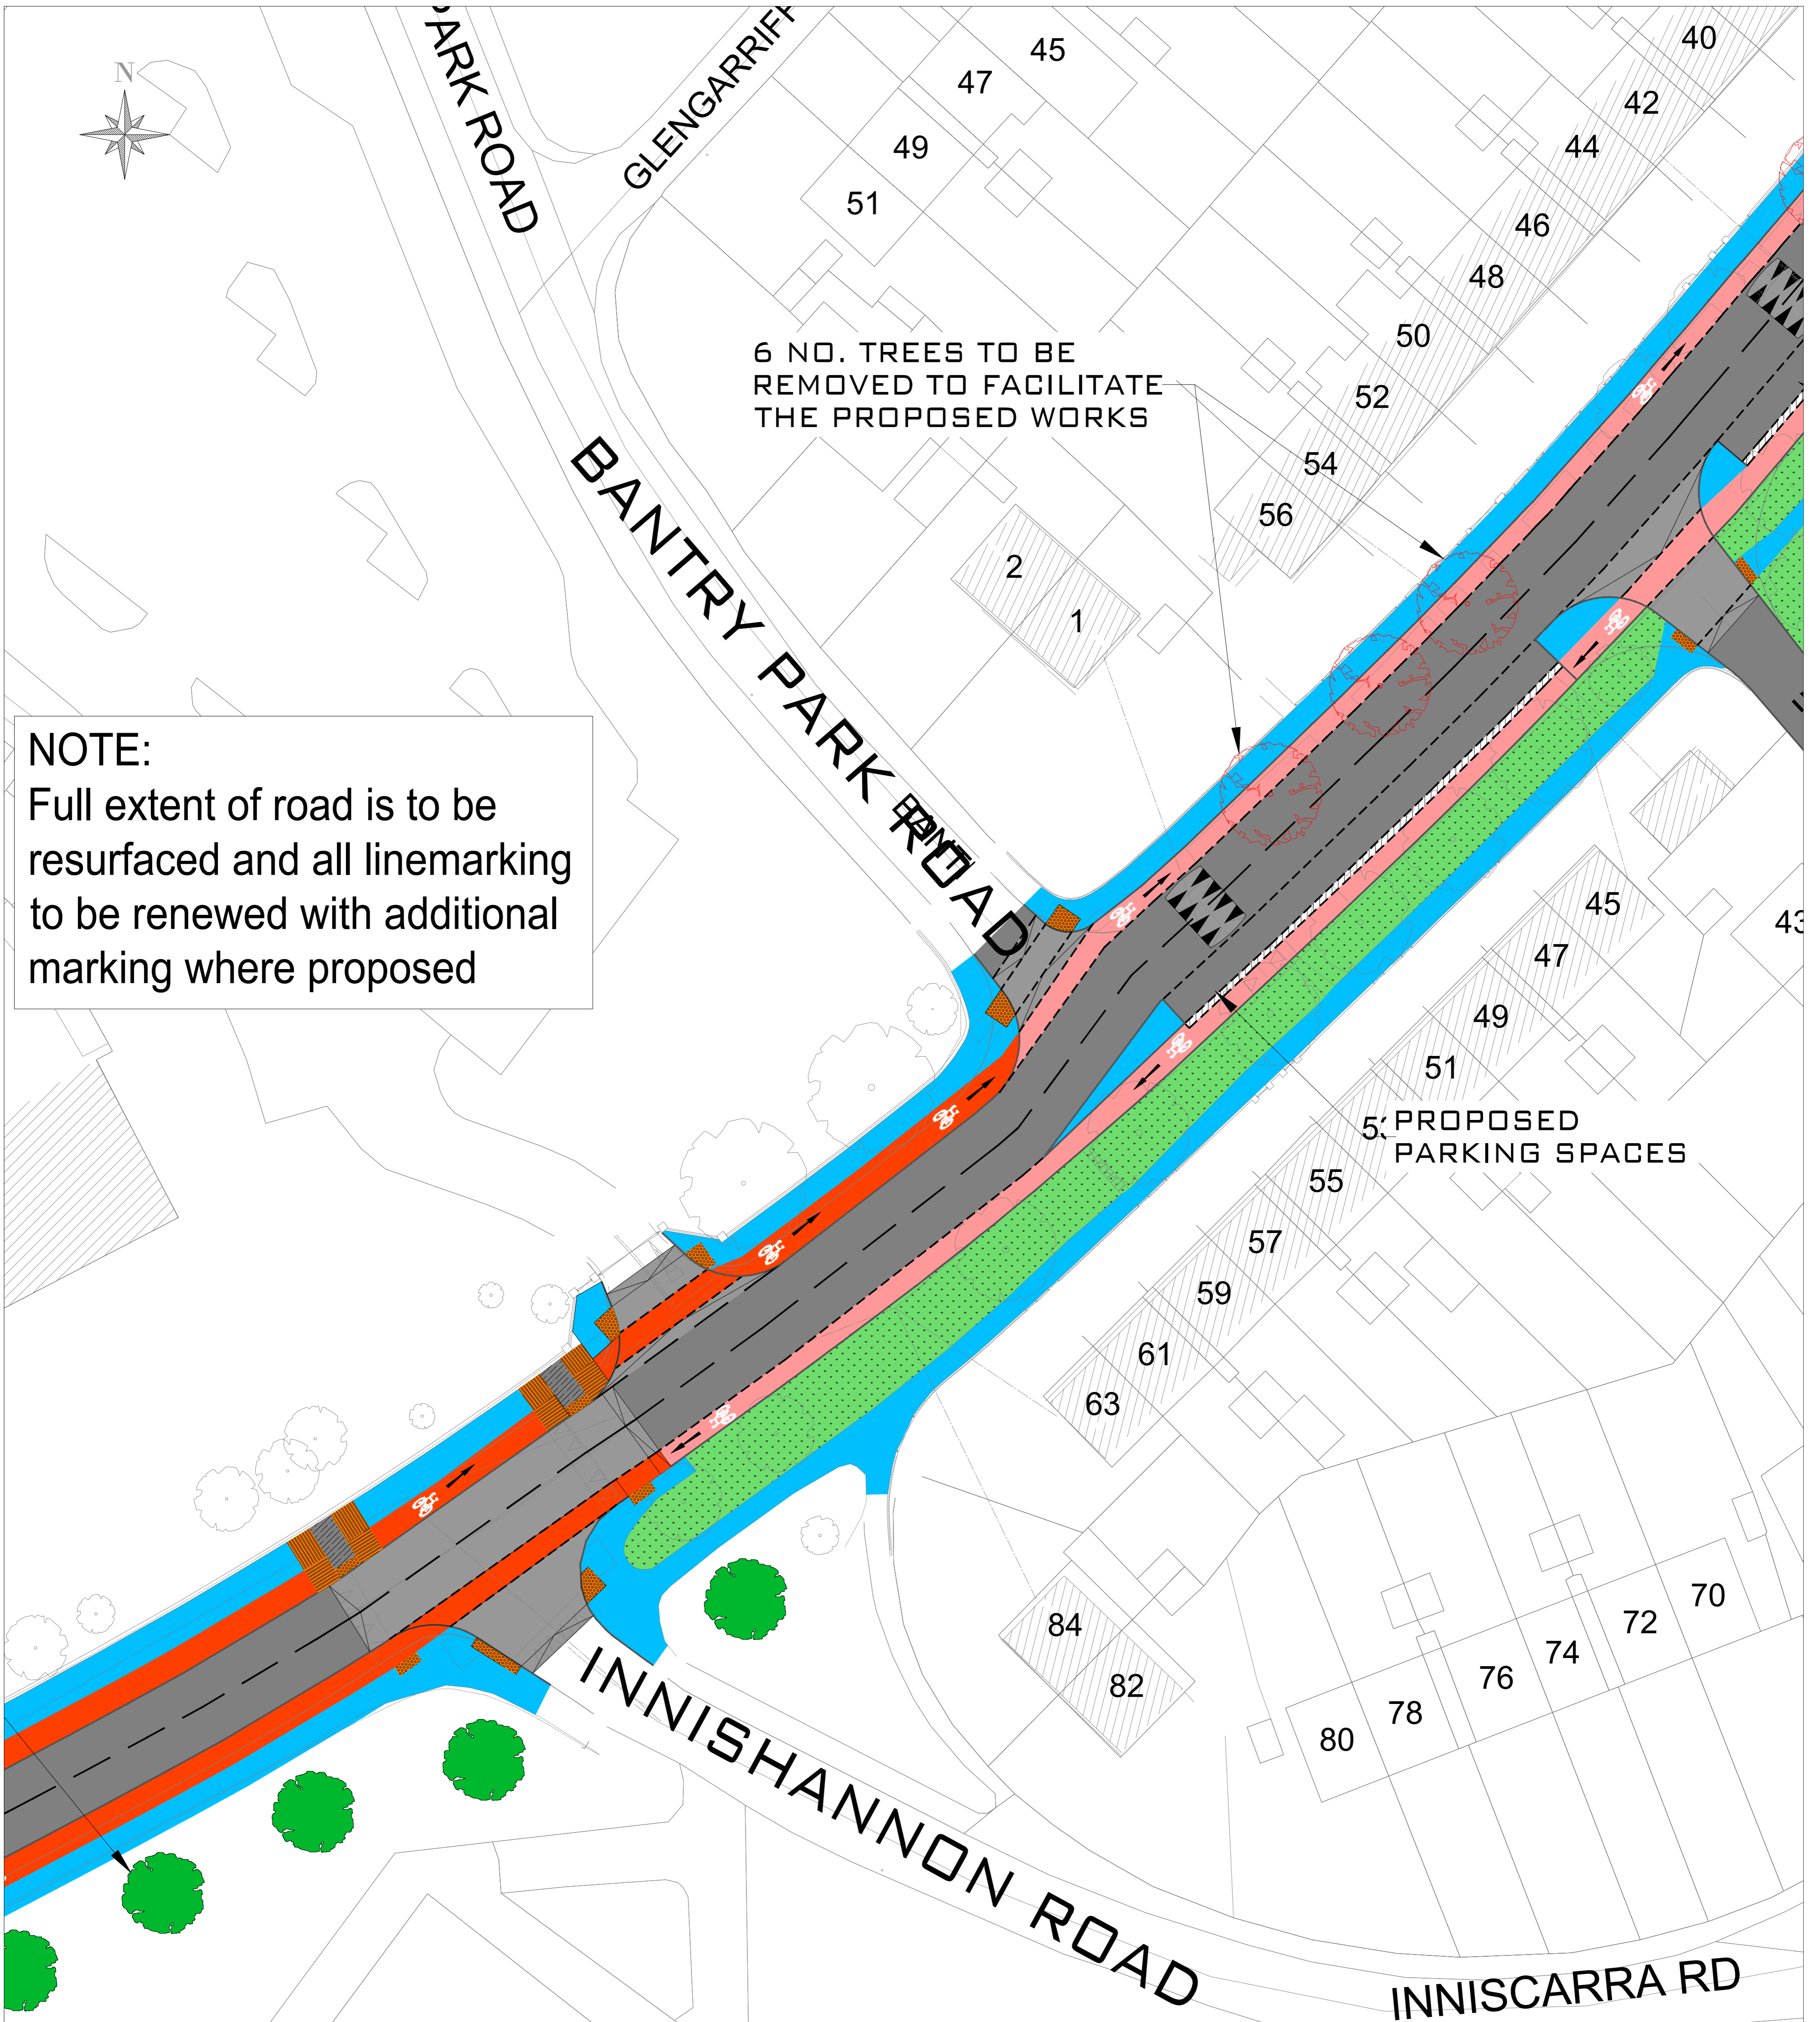 N
PARK ROAD
GLENGARRIFF
45
47
49
51
40
42
44
46
48
50
52
54
56
6 NO. TREES TO BE
REMOVED TO FACILITATE
THE PROPOSED WORKS
2
1
BANTRY PARK ROAD
NOTE:
Full extent of road is to be
resurfaced and all linemarking
to be renewed with additional
marking where proposed
45
43
47
49
51
PROPOSED
PARKING SPACES
55
57
59
61
63
84
82
80
78
76
74
72
70
INNISHANNON ROAD
INNISCARRA RD